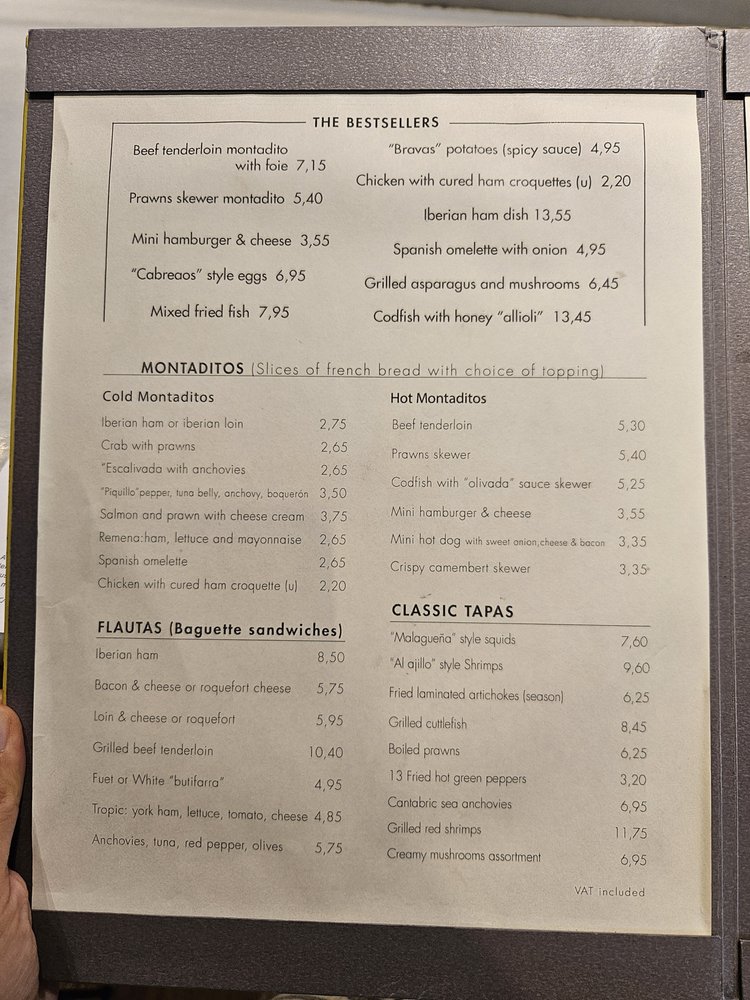 THE BESTSELLERS
Beef tenderloin montadito
with foie 7,15
Prawns skewer montadito 5,40
Mini hamburger & cheese 3,55
"Cabreaos" style eggs 6,95
Mixed fried fish 7,95
"Bravas" potatoes (spicy sauce) 4,95
Chicken with cured ham croquettes (u) 2,20
Iberian ham dish 13,55
Spanish omelette with onion 4,95
Grilled asparagus and mushrooms 6,45
Codfish with honey "allioli" 13,45
MONTADITOS (Slices of french bread with choice of topping)
Cold Montaditos
Iberian ham or iberian loin 2,75
Crab with prawns 2,65
"Escalivada with anchovies 2,65
"Piquillo"pepper, tuna belly, anchovy, boquerón 3,50
Salmon and prawn with cheese cream 3,75
Remena:ham, lettuce and mayonnaise 2,65
Spanish omelette 2,65
Chicken with cured ham croquette (u) 2,20
FLAUTAS (Baguette sandwiches)
Iberian ham 8,50
Bacon & cheese or roquefort cheese 5,75
Loin & cheese or roquefort 5,95
Grilled beef tenderloin 10,40
Fuet or White "butifarra" 4,95
Tropic: york ham, lettuce, tomato, cheese 4,85
Anchovies, tuna, red pepper, olives 5,75
Hot Montaditos
Beef tenderloin 5,30
Prawns skewer 5,40
Codfish with "olivada" sauce skewer 5,25
Mini hamburger & cheese 3,55
Mini hot dog with sweet onion,cheese & bacon 3,35
Crispy camembert skewer 3,35
CLASSIC TAPAS
"Malagueña" style squids 7,60
"Al ajillo" style Shrimps 9,60
Fried laminated artichokes (season) 6,25
Grilled cuttlefish 8,45
Boiled prawns 6,25
13 Fried hot green peppers 3,20
Cantabric sea anchovies 6,95
Grilled red shrimps 11,75
Creamy mushrooms assortment 6,95
VAT included